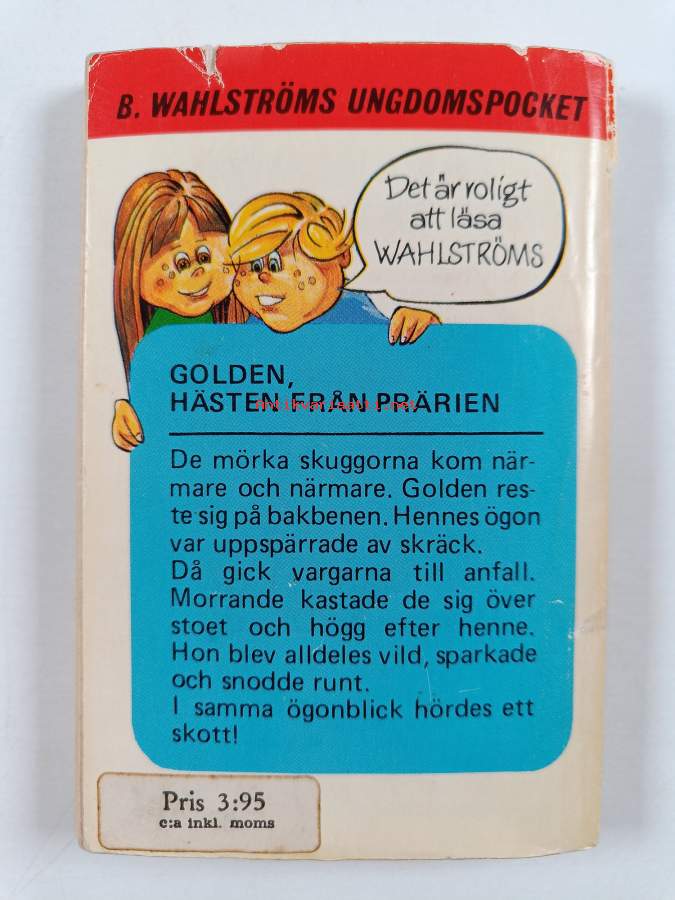 B. WAHLSTRÖMS UNGDOMSPOCKET
Det är roligt
att läsa
WAHLSTRÖMS
GOLDEN,
HÄSTEN FRÅN PRÄRIEN
Antikvariaatti.net
De mörka skuggorna kom när-
mare och närmare. Golden res-
te sig på bakbenen. Hennes ögon
var uppspärrade av skräck.
Då gick vargarna till anfall.
Morrande kastade de sig över
stoet och högg efter henne.
Hon blev alldeles vild, sparkade
och snodde runt.
I samma ögonblick hördes ett
skott!
Pris 3:95
c:a inkl. moms